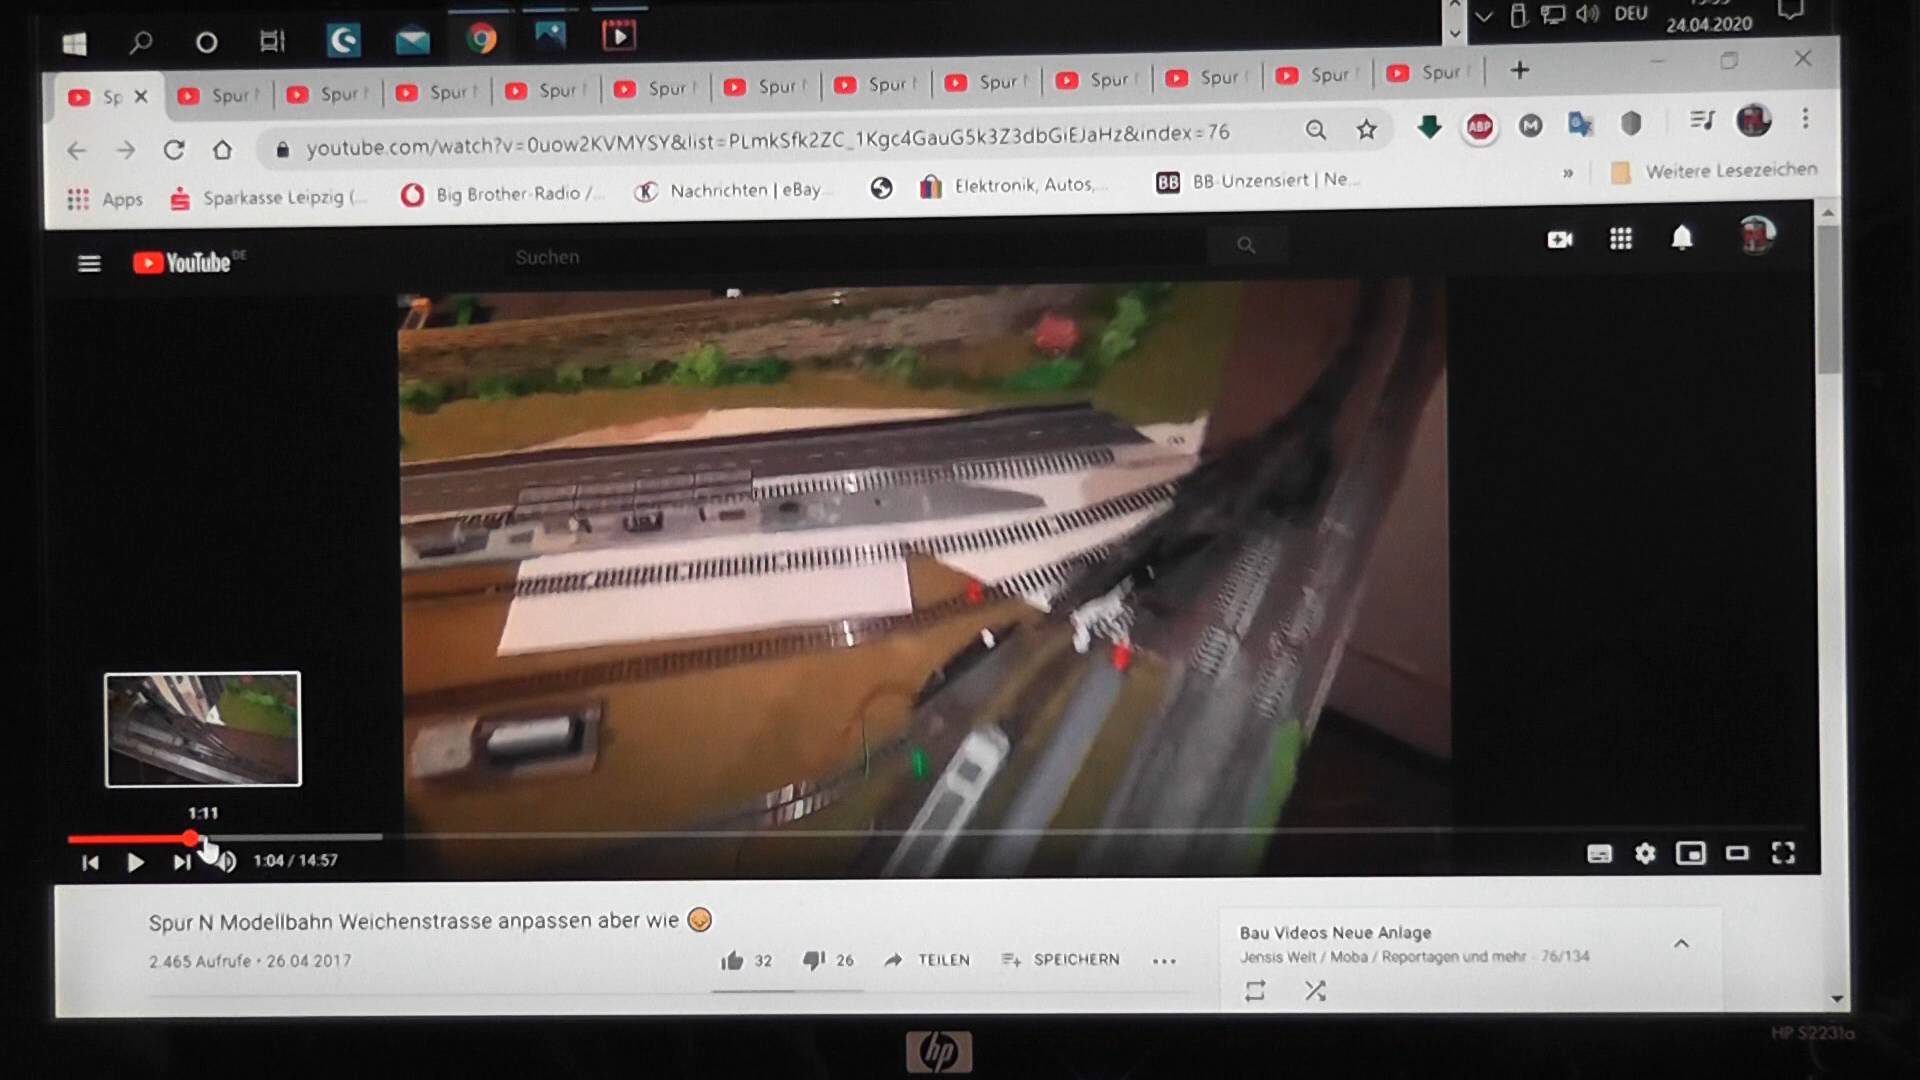 DEU
24.04.2020
Sp
Spur
Spur
Spur
Spur
Spur
Spur
Spur
Spur
Spur
Spur
Spur
Spur
youtube.com/watch?v=0uow2KVMYSY&list=PLmkSfk2ZC_1Kgc4GauG5k3Z3dbGiEJaHz&index=76
ABP
M
Apps
Sparkasse Leipzig (...
Big Brother-Radio /...
K
Nachrichten | eBay...
Elektronik, Autos,...
BB
BB-Unzensiert | Ne...
»
Weitere Lesezeichen
YouTube DE
Suchen
1:11
1:04 / 14:57
Spur N Modellbahn Weichenstrasse anpassen aber wie
2.465 Aufrufe • 26.04.2017
32
26
TEILEN
SPEICHERN
Bau Videos Neue Anlage
Jensis Welt / Moba / Reportagen und mehr - 76/134
hp
HP S2231a